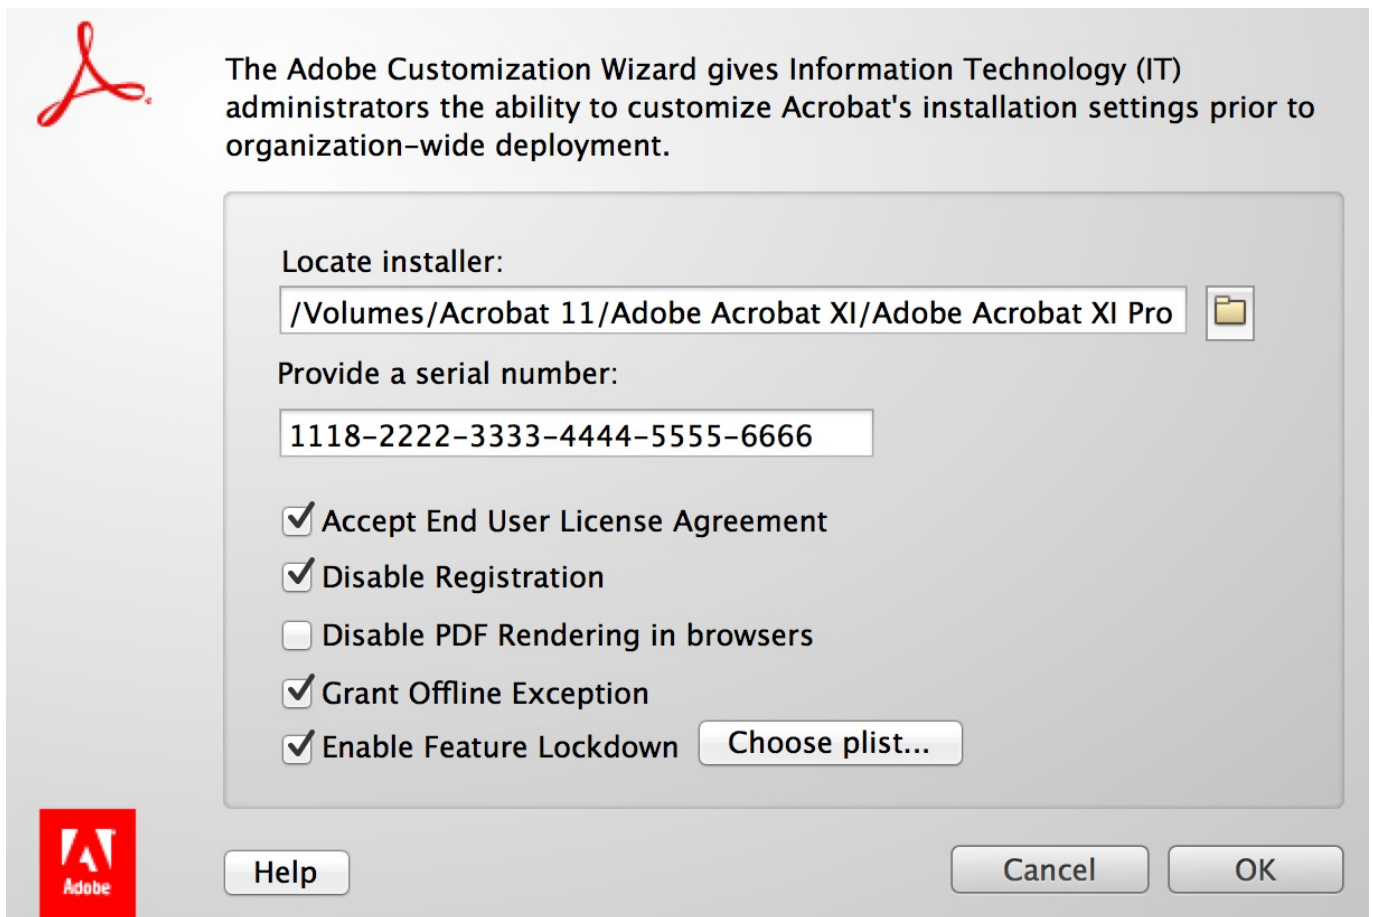 The Adobe Customization Wizard gives Information Technology (IT)
administrators the ability to customize Acrobat's installation settings prior to
organization-wide deployment.
Locate installer:
/Volumes/Acrobat 11/Adobe Acrobat XI/Adobe Acrobat XI Pro
Provide a serial number:
1118-2222-3333-4444-5555-6666
Accept End User License Agreement
Disable Registration
Disable PDF Rendering in browsers
Grant Offline Exception
Enable Feature Lockdown Choose plist...
Adobe
Help Cancel OK